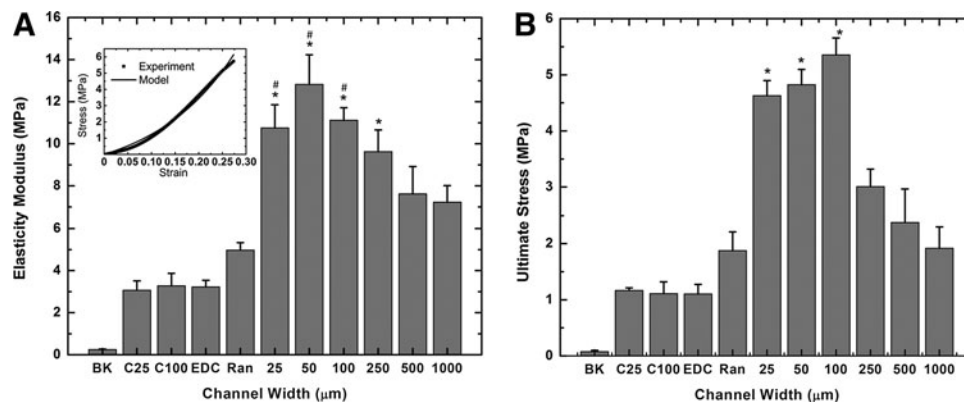 A
Elasticity Modulus (MPa)
16
14
12
10
8
6
4
2
0
Stress (MPa)
6
5
4
3
2
1
* Experiment
— Model
0 0.05 0.10 0.15 0.20 0.25 0.30
Strain
#
*
#
*
#
*
*
BK C25 C100 EDC Ran 25 50 100 250 500 1000
Channel Width (μm)
B
Ultimate Stress (MPa)
6
5
4
3
2
1
0
*
*
*
BK C25 C100 EDC Ran 25 50 100 250 500 1000
Channel Width (μm)